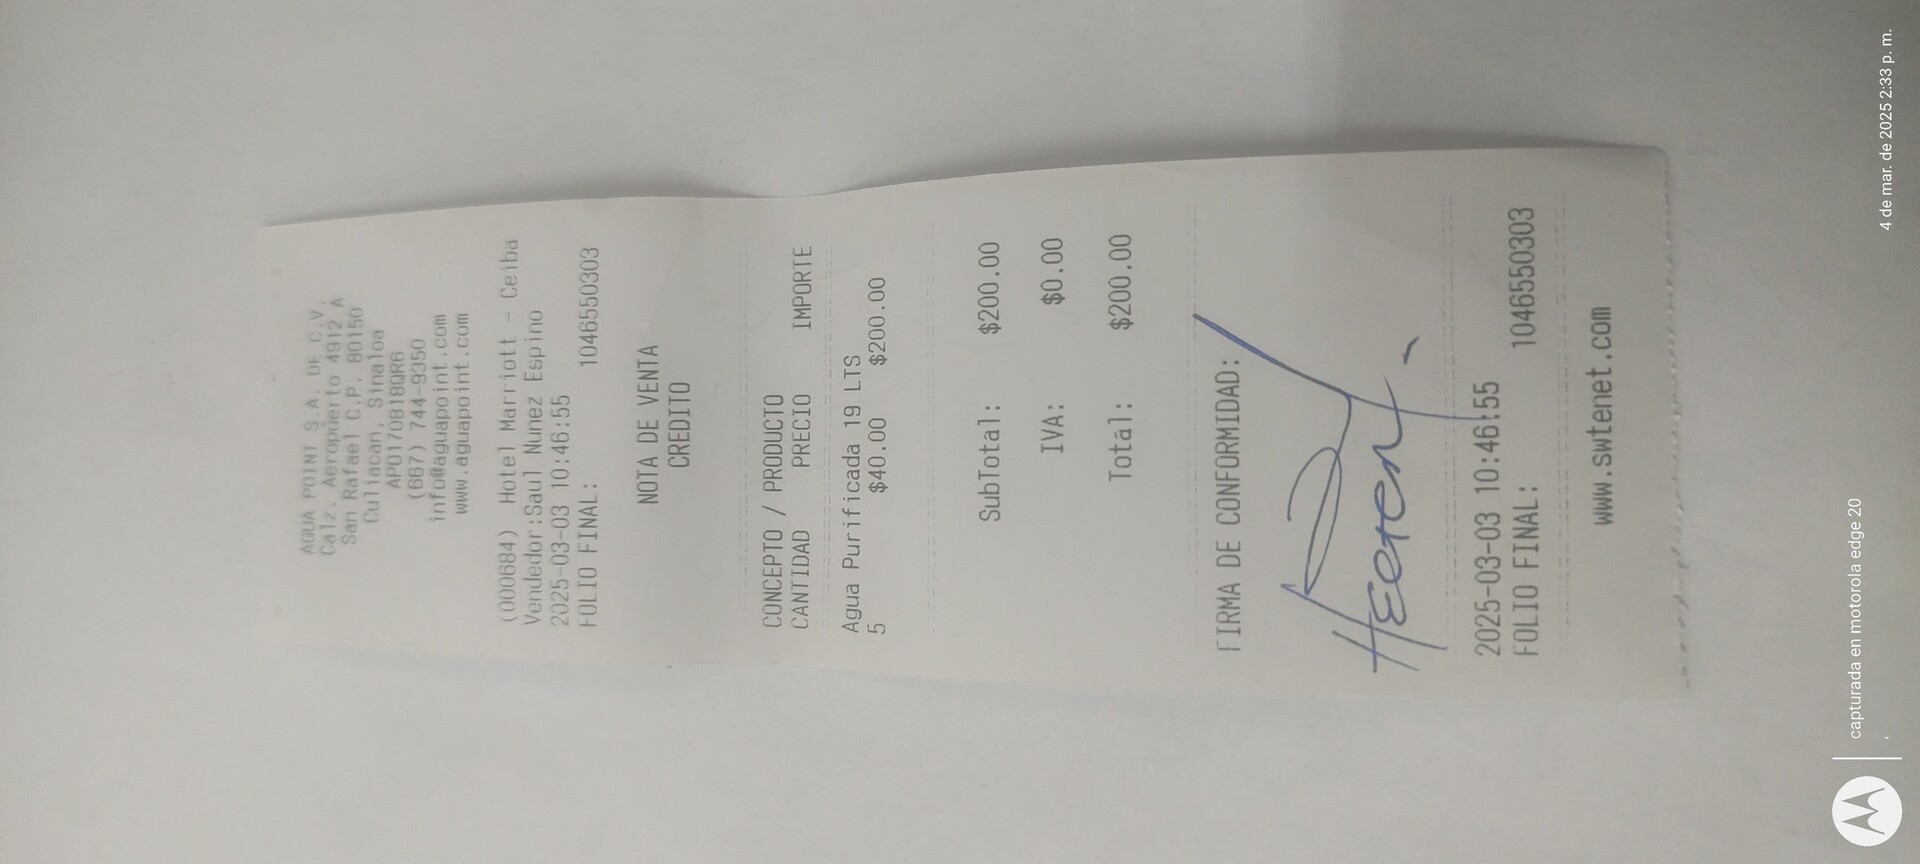 AGUA POINT S.A. DE C.V.
Calz. Aeropuerto 4912 A
San Rafael C.P. 80150
Culiacan, Sinaloa
APO170818QR6
(667) 744-9350
info@aguapoint.com
www.aguapoint.com
(000684) Hotel Marriott - Ceiba
Vendedor:Saul Nunez Espino
2025-03-03 10:46:55
FOLIO FINAL: 1046550303
NOTA DE VENTA
CREDITO
CONCEPTO / PRODUCTO
CANTIDAD PRECIO IMPORTE
Agua Purificada 19 LTS
5 $40.00 $200.00
SubTotal: $200.00
IVA: $0.00
Total: $200.00
FIRMA DE CONFORMIDAD:
2025-03-03 10:46:55
FOLIO FINAL: 1046550303
www.swtenet.com
capturada en motorola edge 20
4 de mar. de 2025 2:33 p. m.